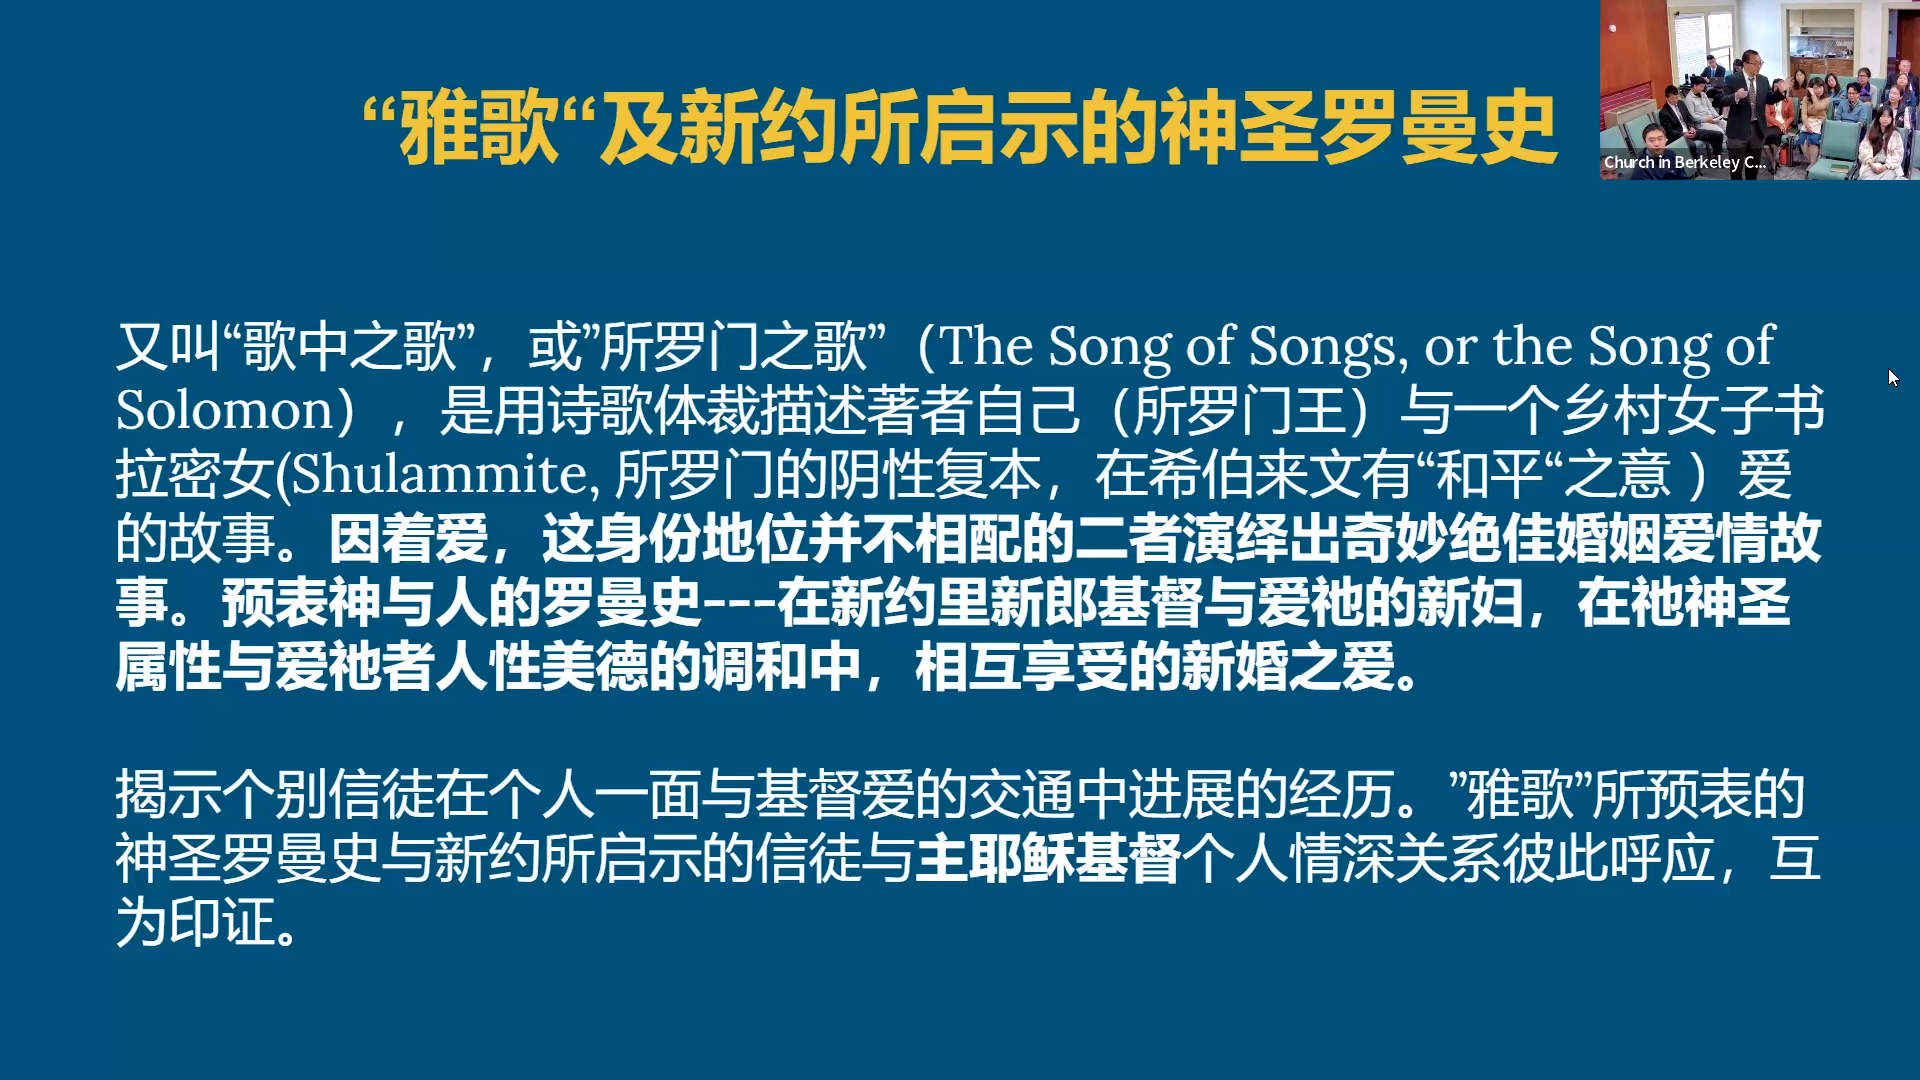 “雅歌“及新约所启示的神圣罗曼史
Church in Berkeley C...
又叫“歌中之歌”，或”所罗门之歌”（The Song of Songs, or the Song of
Solomon），是用诗歌体裁描述著者自己（所罗门王）与一个乡村女子书
拉密女(Shulammite, 所罗门的阴性复本，在希伯来文有“和平“之意 ）爱
的故事。因着爱，这身份地位并不相配的二者演绎出奇妙绝佳婚姻爱情故
事。预表神与人的罗曼史---在新约里新郎基督与爱祂的新妇，在祂神圣
属性与爱祂者人性美德的调和中，相互享受的新婚之爱。
揭示个别信徒在个人一面与基督爱的交通中进展的经历。”雅歌”所预表的
神圣罗曼史与新约所启示的信徒与主耶稣基督个人情深关系彼此呼应，互
为印证。